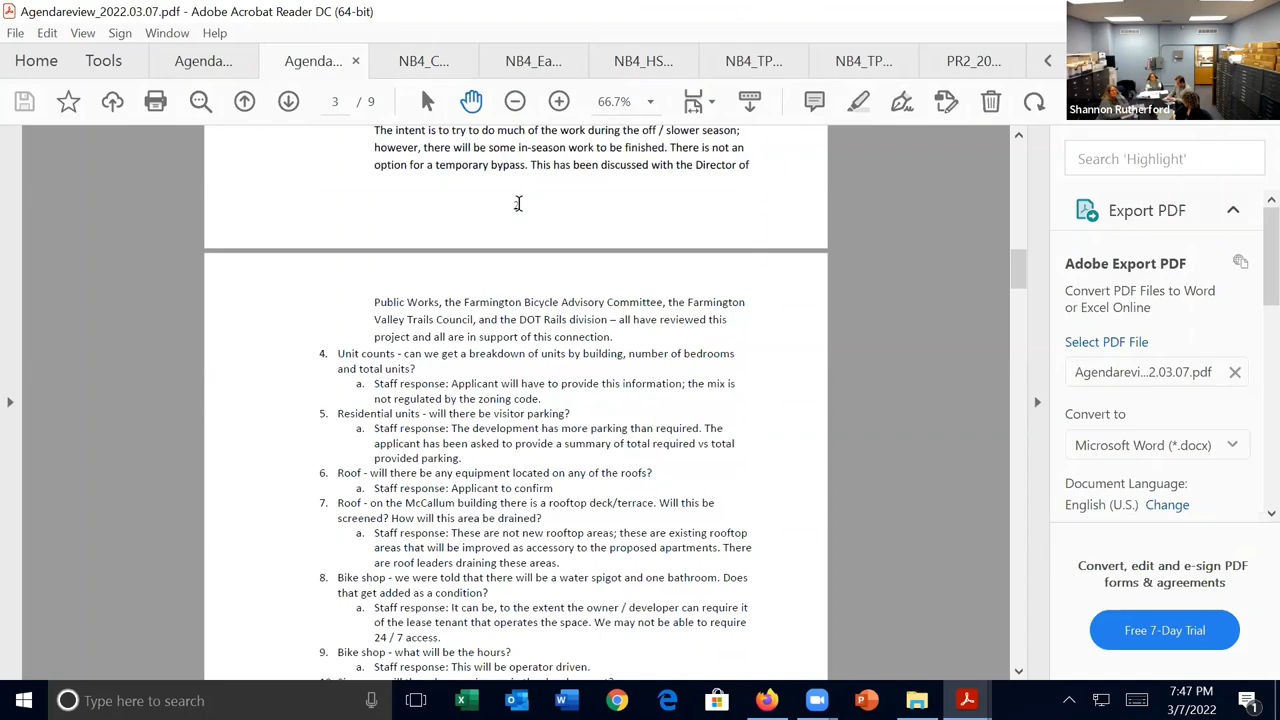 Agendareview_2022.03.07.pdf - Adobe Acrobat Reader DC (64-bit)
File Edit View Sign Window Help
Home Tools Agenda... Agenda... × NB4_C... NB4_Ea... NB4_HS... NB4_TP... NB4_TP... PR2_20...
3 / 9 66.7%
Shannon Rutherford
The intent is to try to do much of the work during the off / slower season;
however, there will be some in-season work to be finished. There is not an
option for a temporary bypass. This has been discussed with the Director of
Public Works, the Farmington Bicycle Advisory Committee, the Farmington
Valley Trails Council, and the DOT Rails division – all have reviewed this
project and all are in support of this connection.
4. Unit counts - can we get a breakdown of units by building, number of bedrooms
and total units?
a. Staff response: Applicant will have to provide this information; the mix is
not regulated by the zoning code.
5. Residential units - will there be visitor parking?
a. Staff response: The development has more parking than required. The
applicant has been asked to provide a summary of total required vs total
provided parking.
6. Roof - will there be any equipment located on any of the roofs?
a. Staff response: Applicant to confirm
7. Roof - on the McCallum building there is a rooftop deck/terrace. Will this be
screened? How will this area be drained?
a. Staff response: These are not new rooftop areas; these are existing rooftop
areas that will be improved as accessory to the proposed apartments. There
are roof leaders draining these areas.
8. Bike shop - we were told that there will be a water spigot and one bathroom. Does
that get added as a condition?
a. Staff response: It can be, to the extent the owner / developer can require it
of the lease tenant that operates the space. We may not be able to require
24 / 7 access.
9. Bike shop - what will be the hours?
a. Staff response: This will be operator driven.
Search 'Highlight'
Export PDF
Adobe Export PDF
Convert PDF Files to Word
or Excel Online
Select PDF File
Agendarevi...2.03.07.pdf
Convert to
Microsoft Word (*.docx)
Document Language:
English (U.S.) Change
Convert, edit and e-sign PDF
forms & agreements
Free 7-Day Trial
Type here to search
7:47 PM
3/7/2022
1